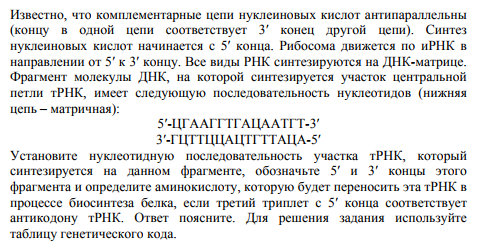 Известно, что комплементарные цепи нуклеиновых кислот антипараллельны
(концу в одной цепи соответствует 3′ конец другой цепи). Синтез
нуклеиновых кислот начинается с 5′ конца. Рибосома движется по иРНК в
направлении от 5′ к 3′ концу. Все виды РНК синтезируются на ДНК-матрице.
Фрагмент молекулы ДНК, на которой синтезируется участок центральной
петли тРНК, имеет следующую последовательность нуклеотидов (нижняя
цепь – матричная):
5′-ЦГААГГТГАЦААТГТ-3′
3′-ГЦТТЦЦАЦТГТТАЦА-5′
Установите нуклеотидную последовательность участка тРНК, который
синтезируется на данном фрагменте, обозначьте 5′ и 3′ концы этого
фрагмента и определите аминокислоту, которую будет переносить эта тРНК в
процессе биосинтеза белка, если третий триплет с 5′ конца соответствует
антикодону тРНК. Ответ поясните. Для решения задания используйте
таблицу генетического кода.